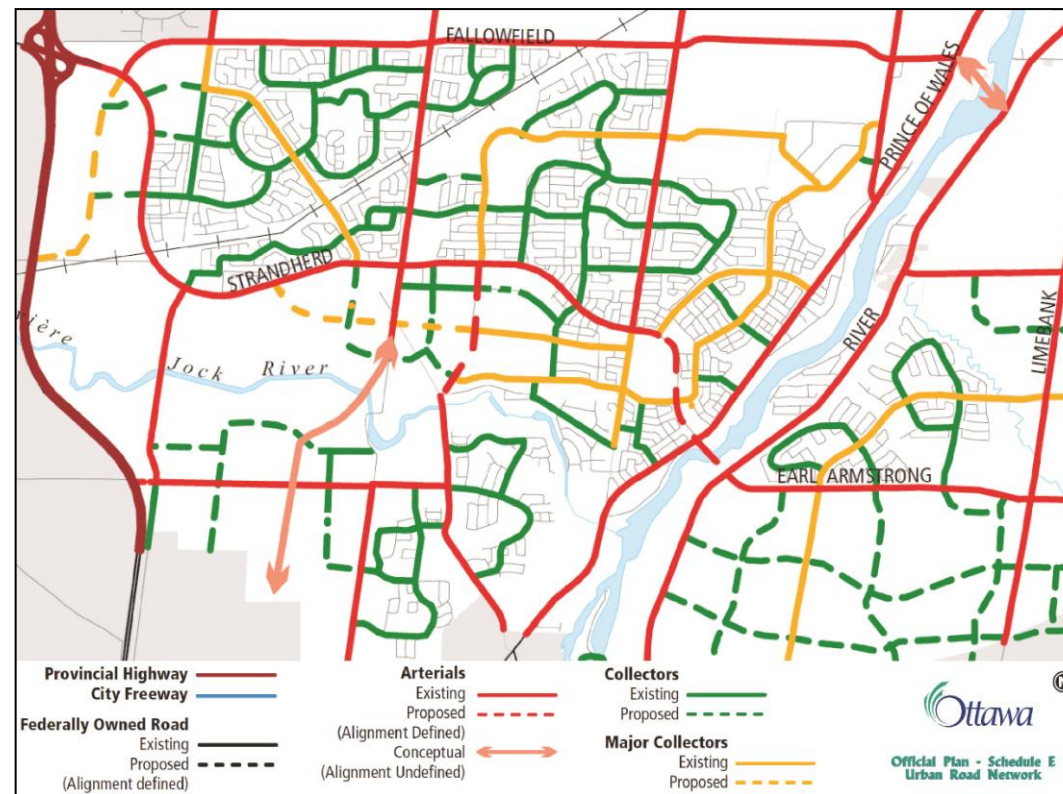 FALLOWFIELD
PRINCE OF WALES
STRANDHERD
ière
Jock River
RIVER
LIMEBANK
EARL ARMSTRONG
Provincial Highway
City Freeway
Federally Owned Road
Existing
Proposed
(Alignment defined)
Arterials
Existing
Proposed
(Alignment Defined)
Conceptual
(Alignment Undefined)
Collectors
Existing
Proposed
Major Collectors
Existing
Proposed
Ottawa
Official Plan - Schedule E
Urban Road Network